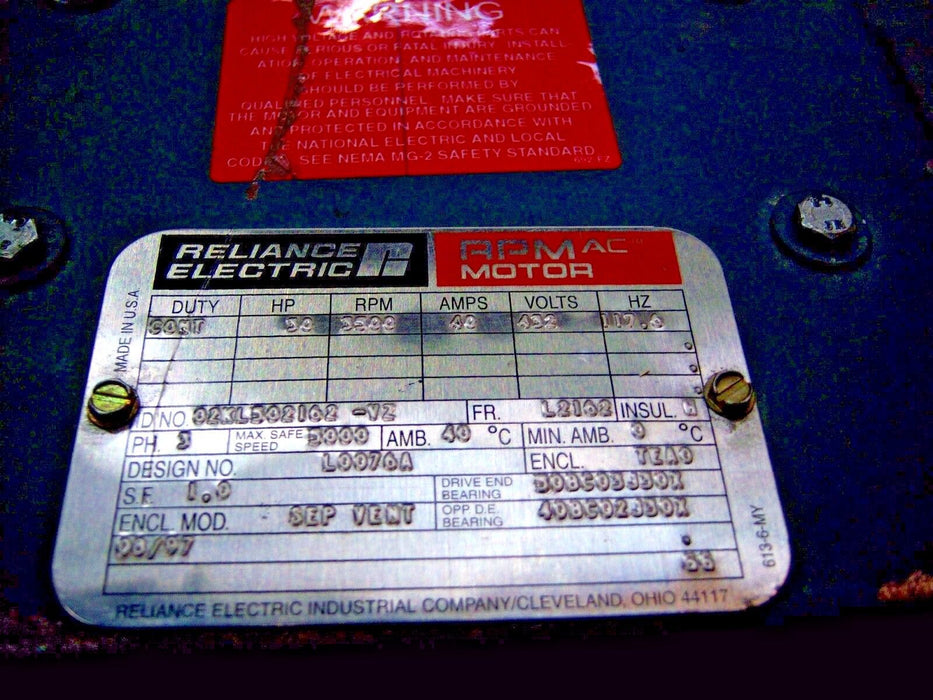 WARNING
HIGH VOLTAGE AND ROTATING PARTS CAN
CAUSE SERIOUS OR FATAL INJURY. INSTALL-
ATION, OPERATION AND MAINTENANCE
OF ELECTRICAL MACHINERY
SHOULD BE PERFORMED BY
QUALIFIED PERSONNEL. MAKE SURE THAT
THE MOTOR AND EQUIPMENT ARE GROUNDED
AND PROTECTED IN ACCORDANCE WITH
THE NATIONAL ELECTRIC AND LOCAL
CODES. SEE NEMA MG-2 SAFETY STANDARD
RELIANCE ELECTRIC R
RPM AC MOTOR
MADE IN U.S.A.
DUTY HP RPM AMPS VOLTS HZ
CONT 3500 117.6
ID NO. FR. L2162 INSUL. H
PH. 3 MAX. SAFE SPEED 5000 AMB. 40 °C MIN. AMB. 0 °C
DESIGN NO. L0076A ENCL. TEAO
S.F. 1.0 DRIVE END BEARING
ENCL. MOD. SEP VENT OPP D.E. BEARING
613-6-MY
RELIANCE ELECTRIC INDUSTRIAL COMPANY/CLEVELAND, OHIO 44117